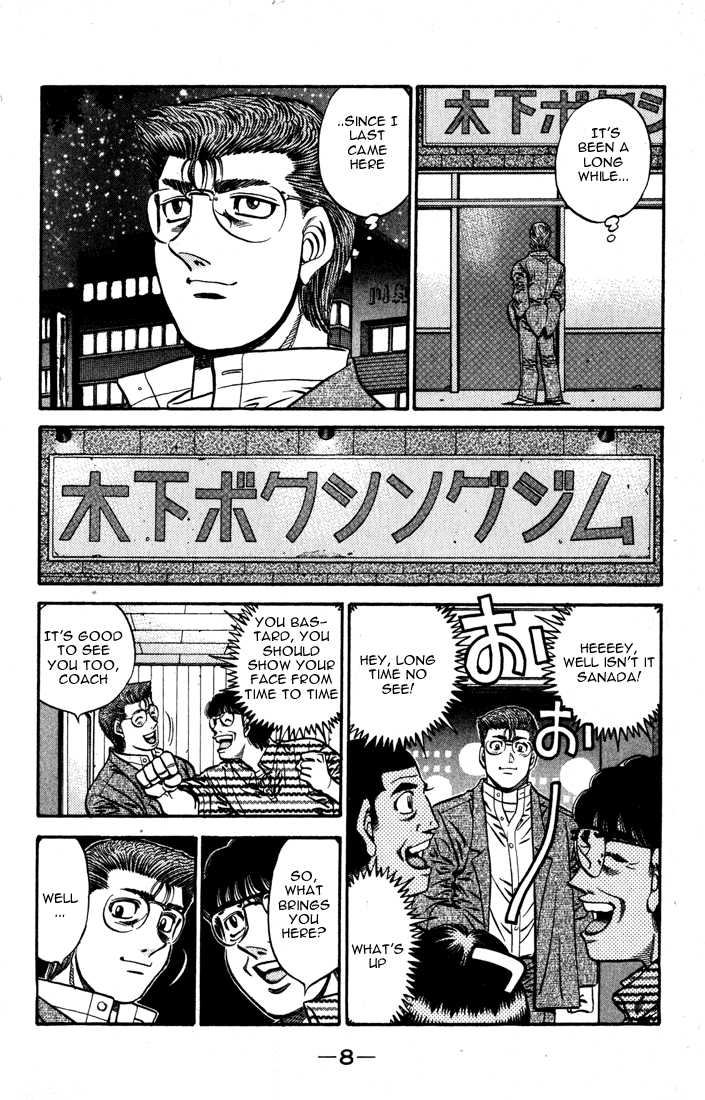 木下ボクシ
IT'S
BEEN A
LONG
WHILE...
..SINCE I
LAST
CAME
HERE
木下ボクシングジム
HEEEEY,
WELL ISN'T IT
SANADA!
HEY, LONG
TIME NO
SEE!
おおーっ
WHAT'S
UP
YOU BAS-
TARD, YOU
SHOULD
SHOW YOUR
FACE FROM
TIME TO TIME
IT'S GOOD
TO SEE
YOU TOO,
COACH
SO,
WHAT
BRINGS
YOU
HERE?
WELL
...
—8—